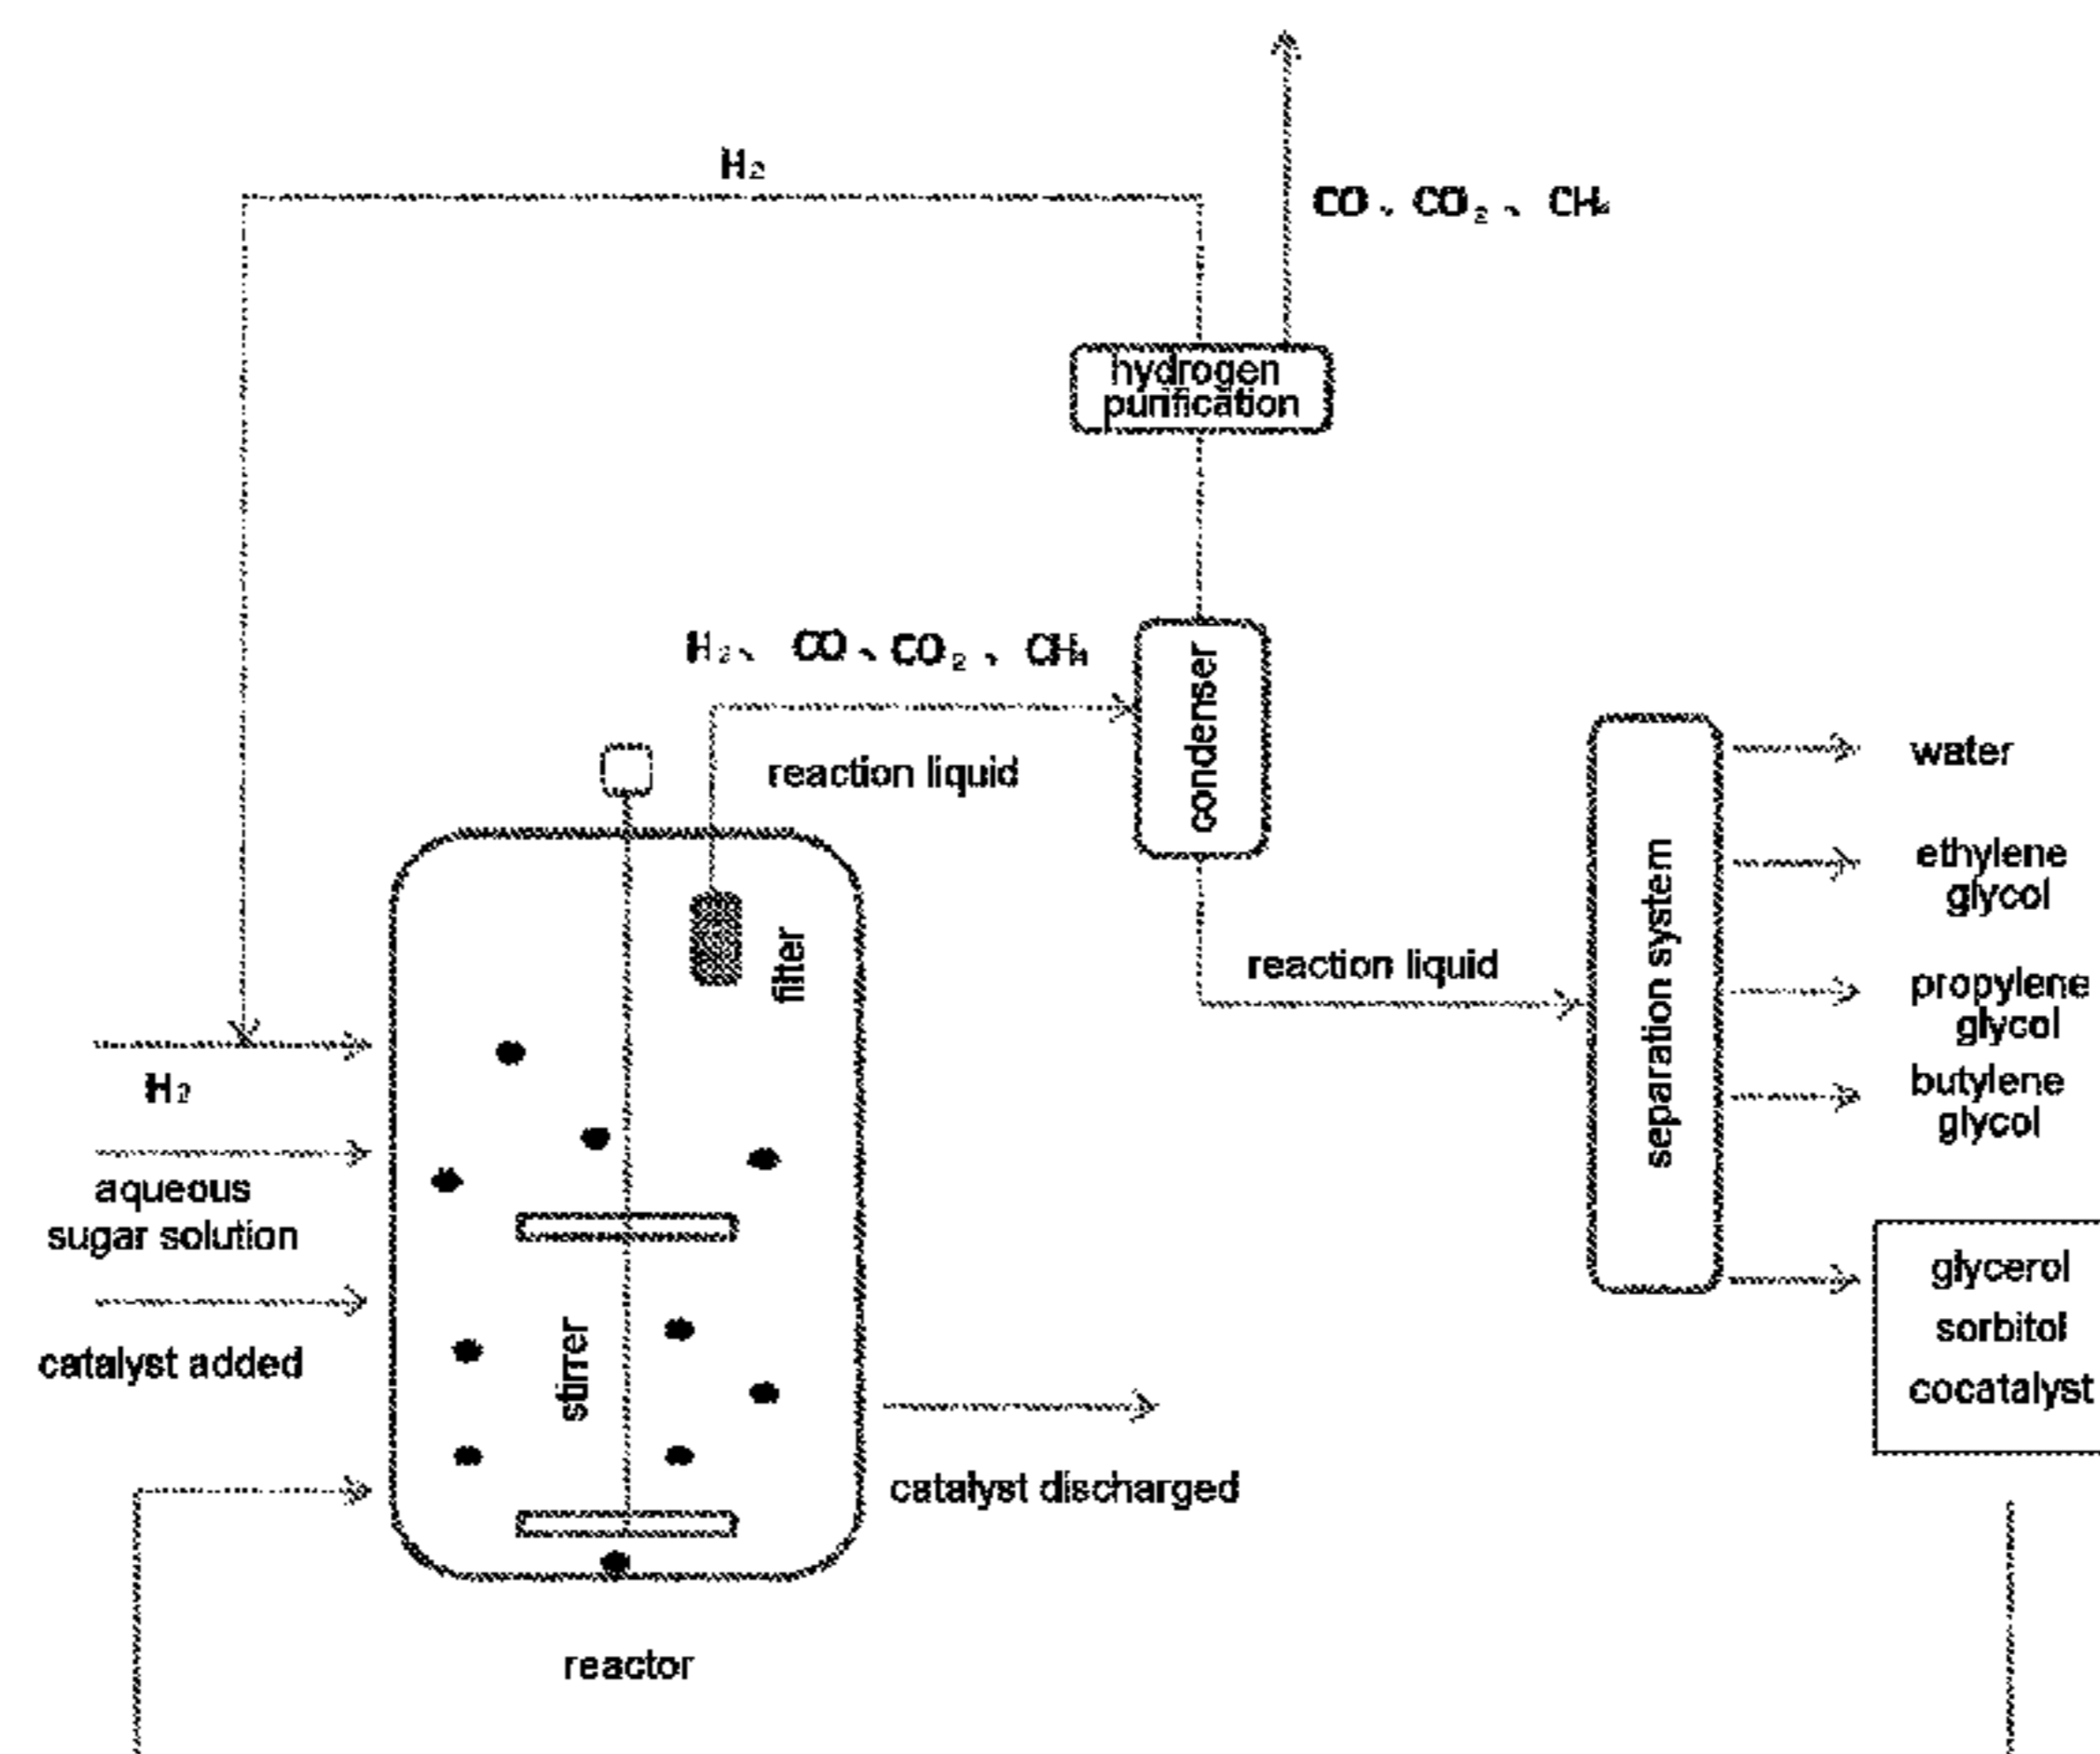 H₂
CO、CO₂、CH₄
hydrogen
purification
H₂、CO、CO₂、CH₄
condenser
reaction liquid
water
ethylene
glycol
filter
reaction liquid
separation system
propylene
glycol
H₂
butylene
glycol
aqueous
sugar solution
glycerol
sorbitol
cocatalyst
catalyst added
stirrer
catalyst discharged
reactor